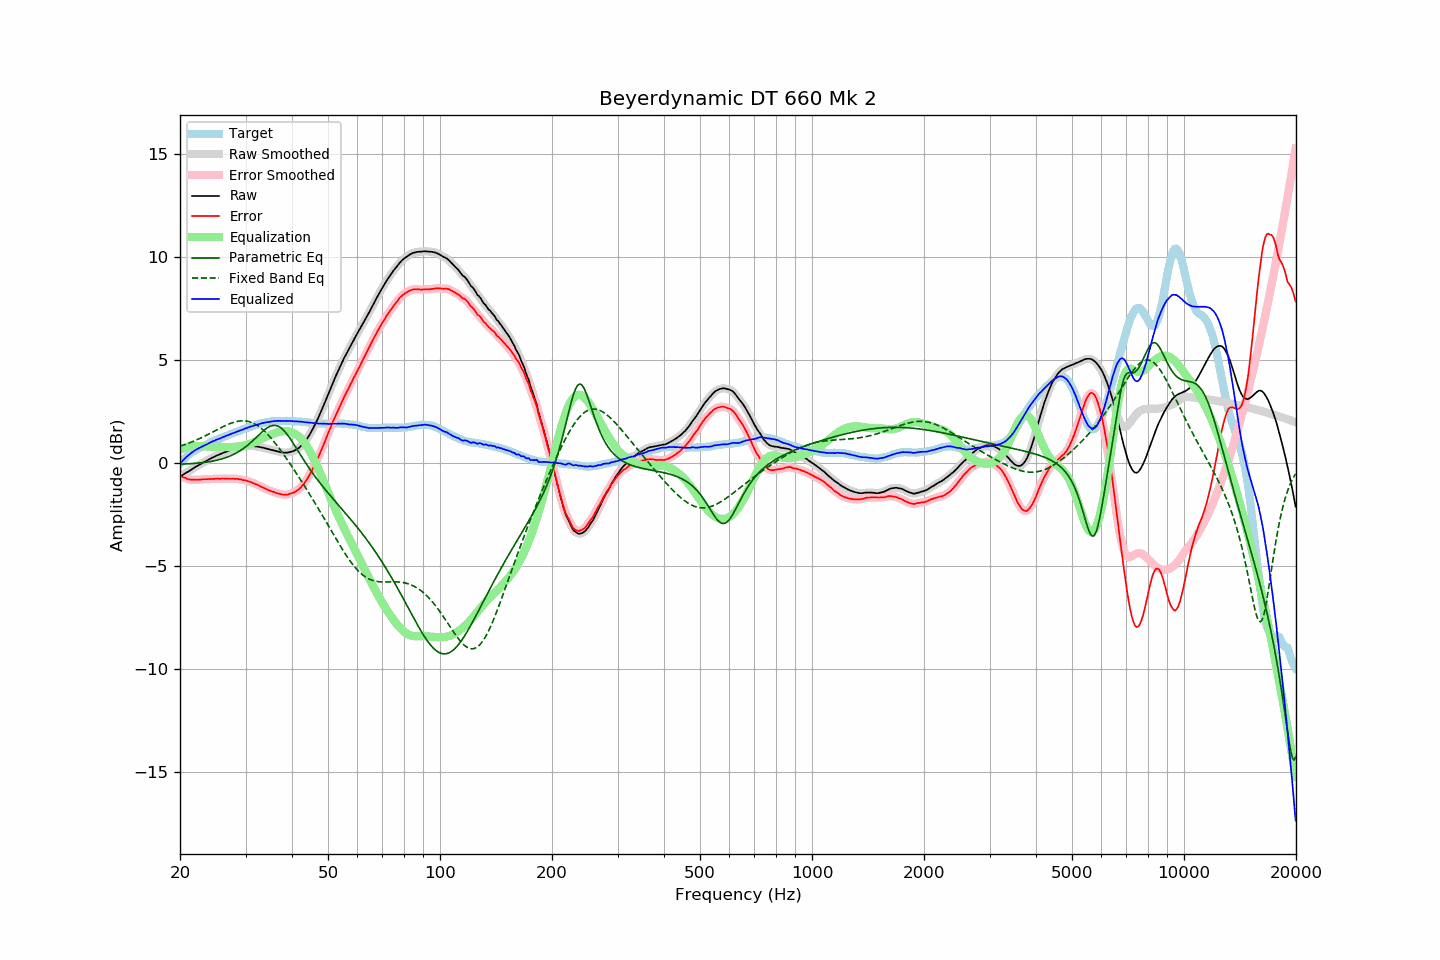 Beyerdynamic DT 660 Mk 2
Target
Raw Smoothed
Error Smoothed
Raw
Error
Equalization
Parametric Eq
Fixed Band Eq
Equalized
15
10
5
0
−5
−10
−15
Amplitude (dBr)
20
50
100
200
500
1000
2000
5000
10000
20000
Frequency (Hz)